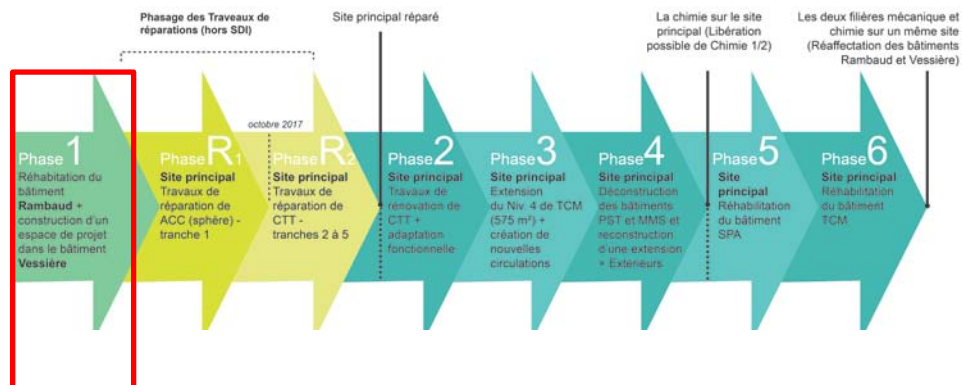 Phasage des Traveaux de
réparations (hors SDI)
Site principal réparé
La chimie sur le site
principal (Libération
possible de Chimie 1/2)
Les deux filières mécanique et
chimie sur un même site
(Réaffectation des bâtiments
Rambaud et Vessière)
octobre 2017
Phase 1
Réhabitation du
bâtiment
Rambaud +
construction d'un
espace de projet
dans le bâtiment
Vessière
Phase R1
Site principal
Travaux de
réparation de
ACC (sphère) -
tranche 1
Phase R2
Site principal
Travaux de
réparation de
CTT -
tranches 2 à 5
Phase 2
Site principal
Travaux de
rénovation de
CTT +
adaptation
fonctionnelle
Phase 3
Site principal
Extension
du Niv. 4 de TCM
(575 m²) +
création de
nouvelles
circulations
Phase 4
Site principal
Déconstruction
des bâtiments
PST et MMS et
reconstruction
d'une extension
+ Exterieurs
Phase 5
Site
principal
Réhabilitation
du bâtiment
SPA
Phase 6
Site principal
Réhabilitation
du bâtiment
TCM